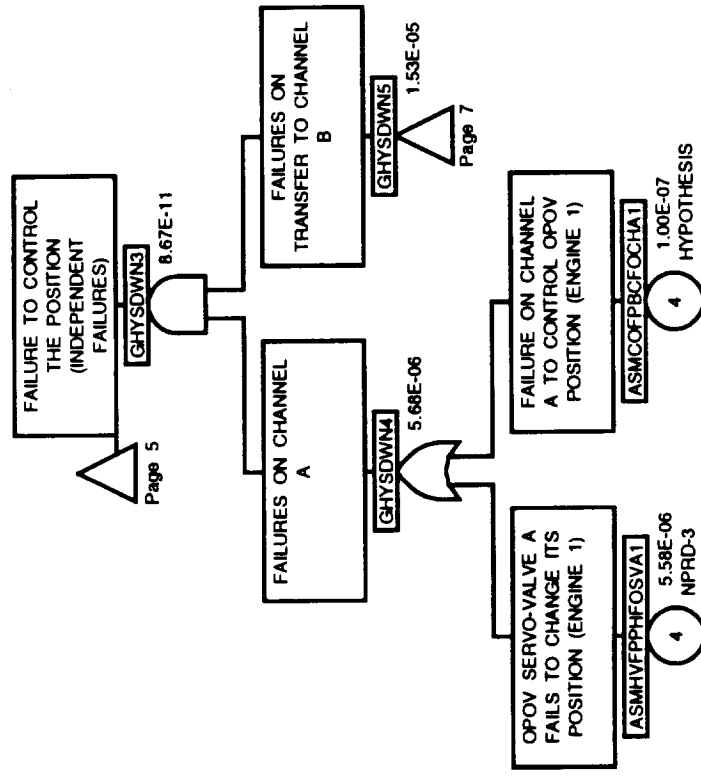 FAILURE TO CONTROL
THE POSITION
(INDEPENDENT
FAILURES)
GHYSDWN3
8.67E-11
Page 5
FAILURES ON CHANNEL
A
GHYSDWN4
5.68E-06
FAILURES ON
TRANSFER TO CHANNEL
B
GHYSDWN5
1.53E-05
Page 7
OPOV SERVO-VALVE A
FAILS TO CHANGE ITS
POSITION (ENGINE 1)
ASMHVFPPHFOSVA1
5.58E-06
4
NPRD-3
FAILURE ON CHANNEL
A TO CONTROL OPOV
POSITION (ENGINE 1)
ASMCOFPBCFOCHA1
1.00E-07
4
HYPOTHESIS